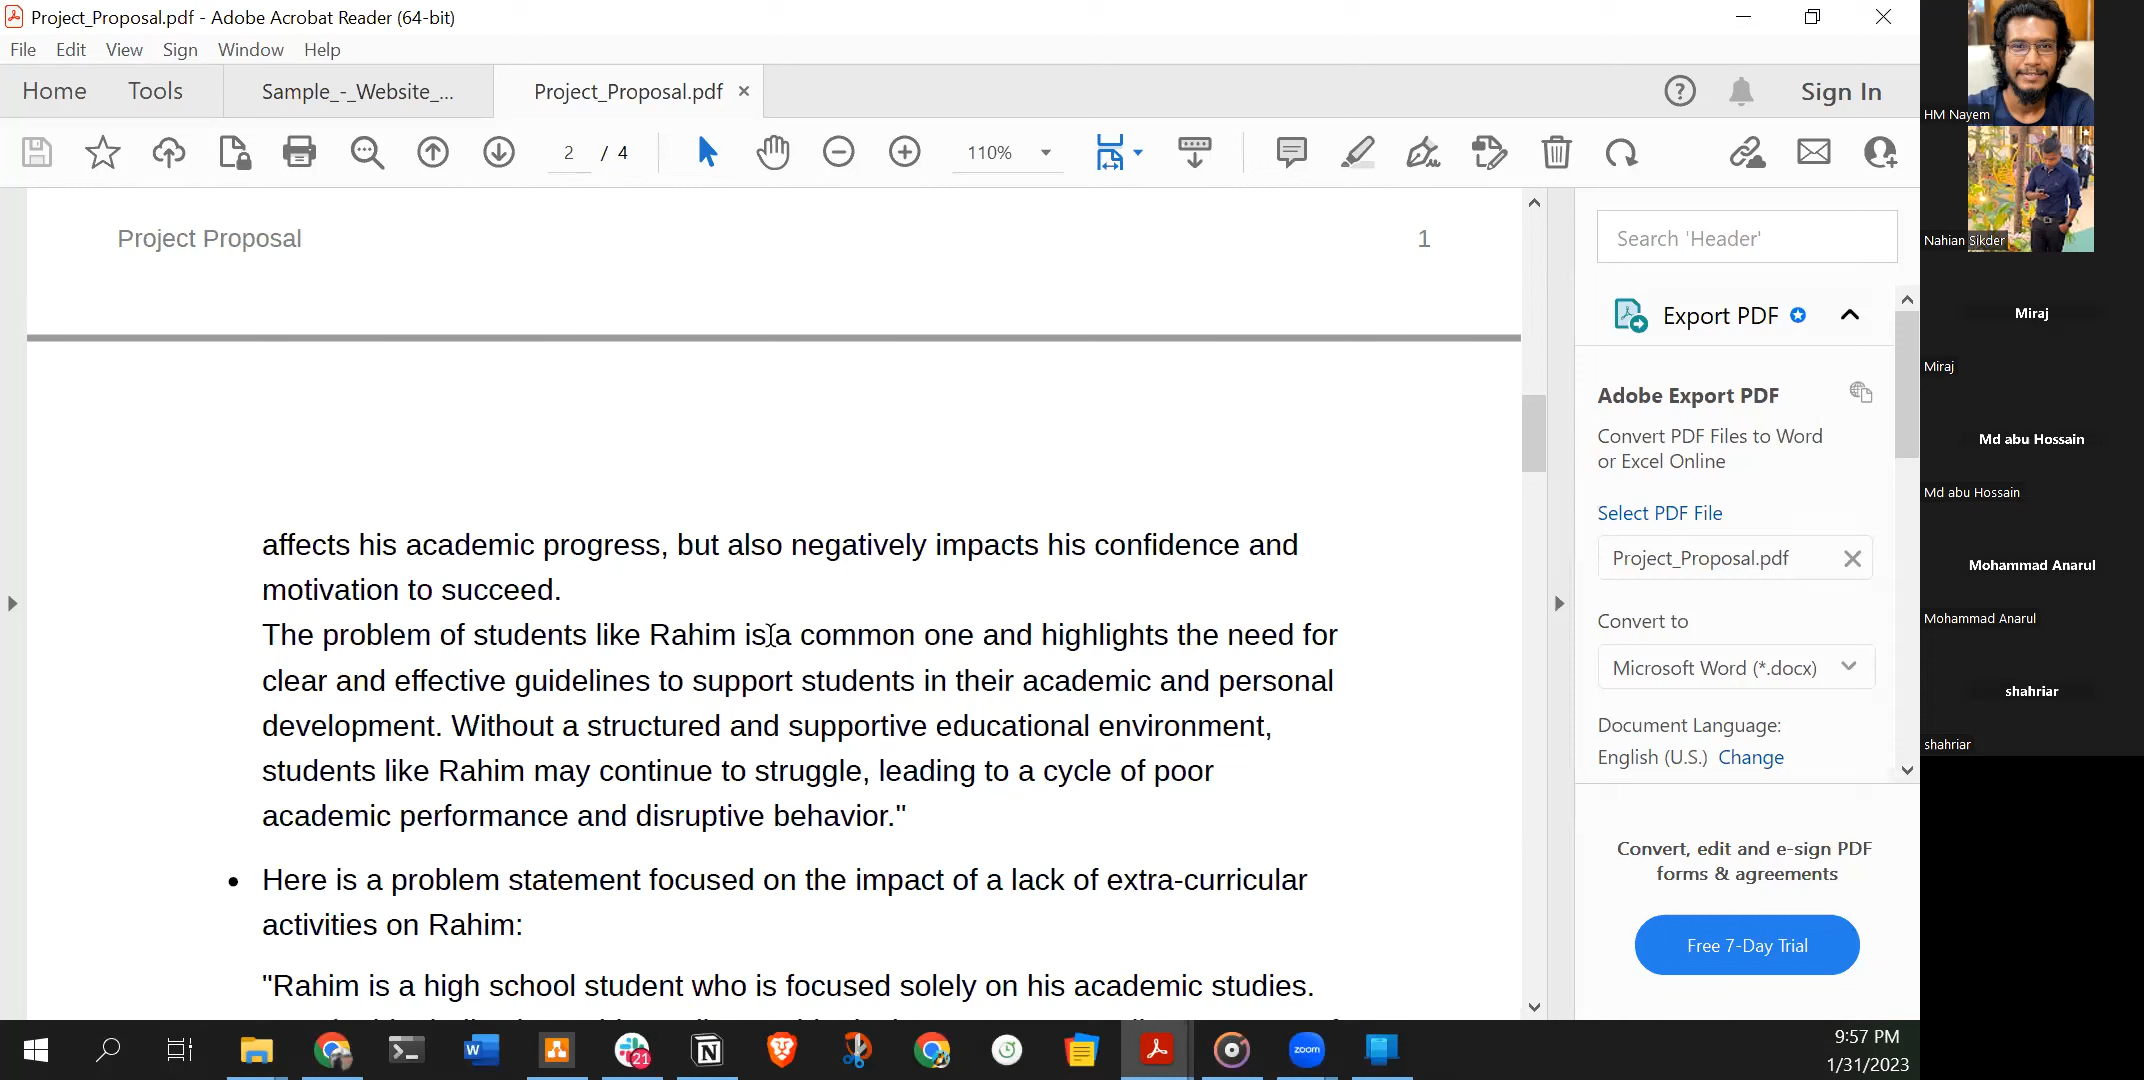 Project_Proposal.pdf - Adobe Acrobat Reader (64-bit)
File Edit View Sign Window Help
Home Tools Sample_-_Website_... Project_Proposal.pdf × Sign In
2 / 4 110%
Project Proposal 1
affects his academic progress, but also negatively impacts his confidence and
motivation to succeed.
The problem of students like Rahim is a common one and highlights the need for
clear and effective guidelines to support students in their academic and personal
development. Without a structured and supportive educational environment,
students like Rahim may continue to struggle, leading to a cycle of poor
academic performance and disruptive behavior."
• Here is a problem statement focused on the impact of a lack of extra-curricular
activities on Rahim:
"Rahim is a high school student who is focused solely on his academic studies.
Search 'Header'
Export PDF
Adobe Export PDF
Convert PDF Files to Word
or Excel Online
Select PDF File
Project_Proposal.pdf
Convert to
Microsoft Word (*.docx)
Document Language:
English (U.S.) Change
Convert, edit and e-sign PDF
forms & agreements
Free 7-Day Trial
HM Nayem
Nahian Sikder
Miraj
Miraj
Md abu Hossain
Md abu Hossain
Mohammad Anarul
Mohammad Anarul
shahriar
shahriar
21
zoom
9:57 PM
1/31/2023